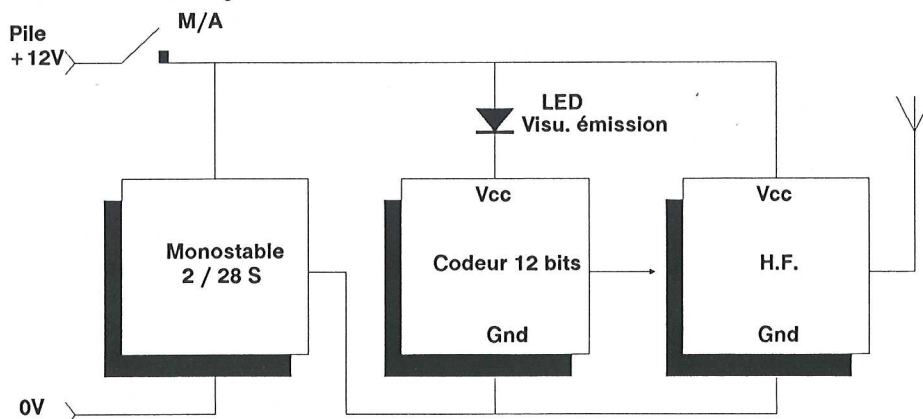 M/A
Pile
+12V
LED
Visu. émission
Vcc
Vcc
Monostable
2 / 28 S
Codeur 12 bits
H.F.
Gnd
Gnd
0V